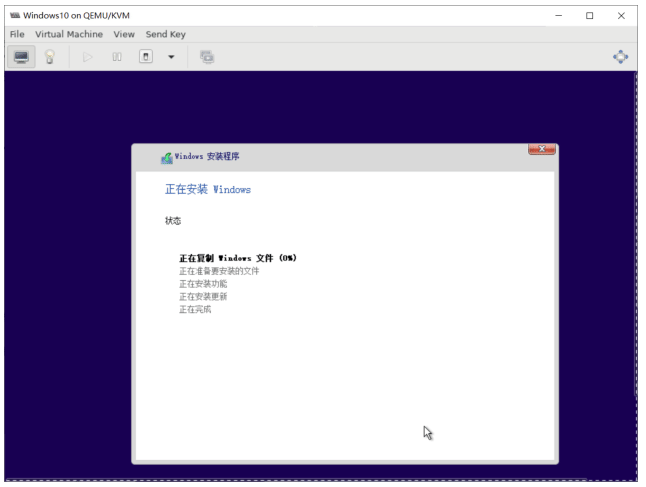 Windows10 on QEMU/KVM
File Virtual Machine View Send Key
Windows 安装程序
正在安装 Windows
状态
正在复制 Windows 文件 (0%)
正在准备要安装的文件
正在安装功能
正在安装更新
正在完成